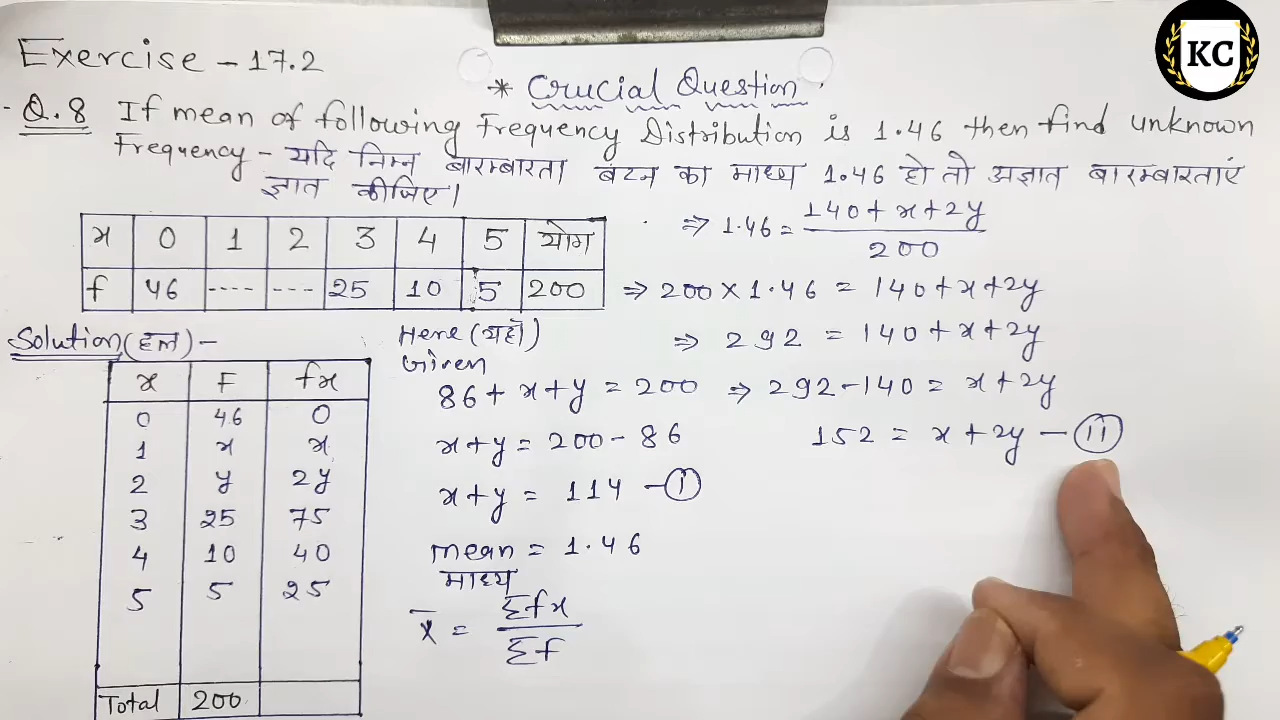 KC
Exercise - 17.2
* Crucial Question
Q.8 If mean of following Frequency Distribution is 1.46 then find unknown
Frequency - यदि निम्न बारम्बारता बंटन का माध्य 1.46 हो तो अज्ञात बारम्बारताएं
ज्ञात कीजिए।
x 0 1 2 3 4 5 योग
f 46 ---- --- 25 10 5 200
Solution (हल) -
x F fx
0 46 0
1 x x
2 y 2y
3 25 75
4 10 40
5 5 25
Total 200
Here (यहाँ)
Given
86 + x + y = 200
x + y = 200 - 86
x + y = 114 - (i)
mean = 1.46
माध्य
x̄ = Σfx / Σf
⇒ 1.46 = 140 + x + 2y / 200
⇒ 200 × 1.46 = 140 + x + 2y
⇒ 292 = 140 + x + 2y
⇒ 292 - 140 = x + 2y
152 = x + 2y - (ii)